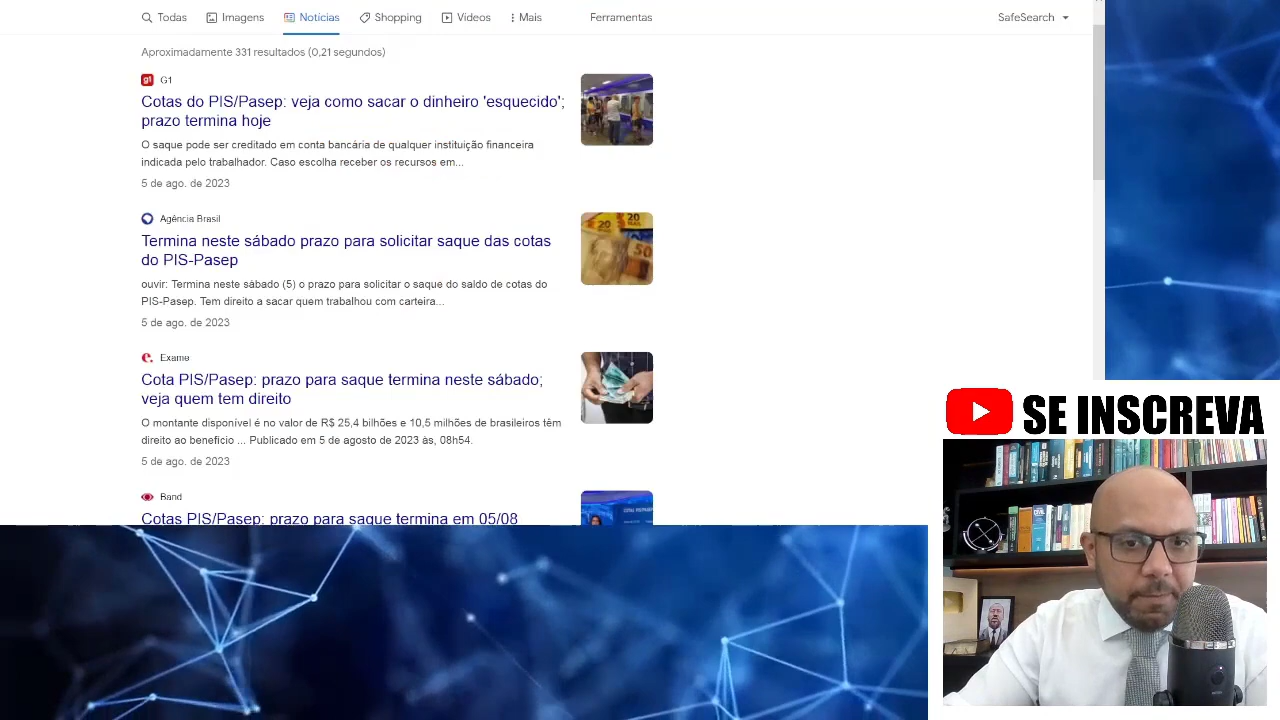 Todas Imagens Notícias Shopping Vídeos Mais Ferramentas SafeSearch
Aproximadamente 331 resultados (0,21 segundos)
g1 G1
Cotas do PIS/Pasep: veja como sacar o dinheiro 'esquecido';
prazo termina hoje
O saque pode ser creditado em conta bancária de qualquer instituição financeira
indicada pelo trabalhador. Caso escolha receber os recursos em...
5 de ago. de 2023
Agência Brasil
Termina neste sábado prazo para solicitar saque das cotas
do PIS-Pasep
ouvir: Termina neste sábado (5) o prazo para solicitar o saque do saldo de cotas do
PIS-Pasep. Tem direito a sacar quem trabalhou com carteira...
5 de ago. de 2023
20
20
50
Exame
Cota PIS/Pasep: prazo para saque termina neste sábado;
veja quem tem direito
O montante disponível é no valor de R$ 25,4 bilhões e 10,5 milhões de brasileiros têm
direito ao benefício ... Publicado em 5 de agosto de 2023 às, 08h54.
5 de ago. de 2023
Band
Cotas PIS/Pasep: prazo para saque termina em 05/08
SE INSCREVA